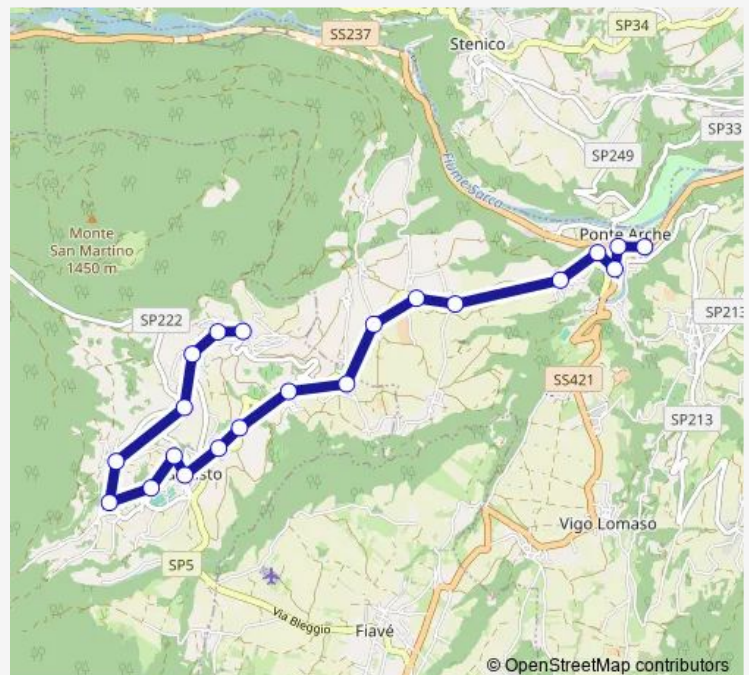 SS237
Stenico
SP34
SP33
SP249
Fiume Sarca
Ponte Arche
Monte
San Martino
1450 m
SP222
SP213
SS421
SP213
sto
Vigo Lomaso
SP5
Via Bleggio
Fiavé
© OpenStreetMap contributors